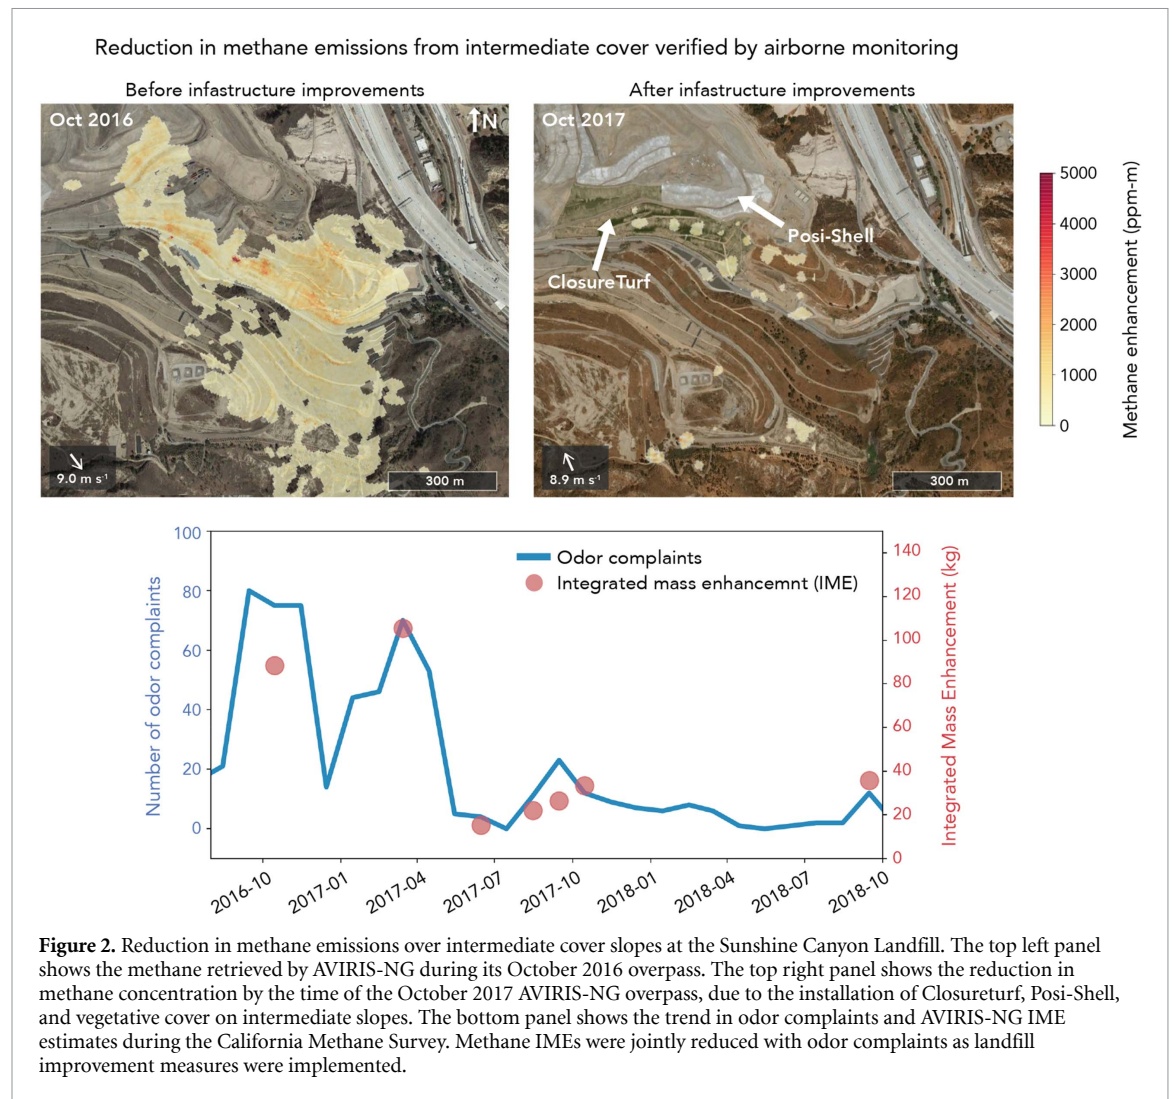 Reduction in methane emissions from intermediate cover verified by airborne monitoring
Before infastructure improvements
After infastructure improvements
Oct 2016
N
Oct 2017
Posi-Shell
ClosureTurf
9.0 m s-1
300 m
8.9 m s-1
300 m
5000
4000
3000
2000
1000
0
Methane enhancement (ppm-m)
Odor complaints
Integrated mass enhancemnt (IME)
Number of odor complaints
100
80
60
40
20
0
140
120
100
80
60
40
20
0
Integrated Mass Enhancement (kg)
2016-10
2017-01
2017-04
2017-07
2017-10
2018-01
2018-04
2018-07
2018-10
Figure 2. Reduction in methane emissions over intermediate cover slopes at the Sunshine Canyon Landfill. The top left panel
shows the methane retrieved by AVIRIS-NG during its October 2016 overpass. The top right panel shows the reduction in
methane concentration by the time of the October 2017 AVIRIS-NG overpass, due to the installation of Closureturf, Posi-Shell,
and vegetative cover on intermediate slopes. The bottom panel shows the trend in odor complaints and AVIRIS-NG IME
estimates during the California Methane Survey. Methane IMEs were jointly reduced with odor complaints as landfill
improvement measures were implemented.